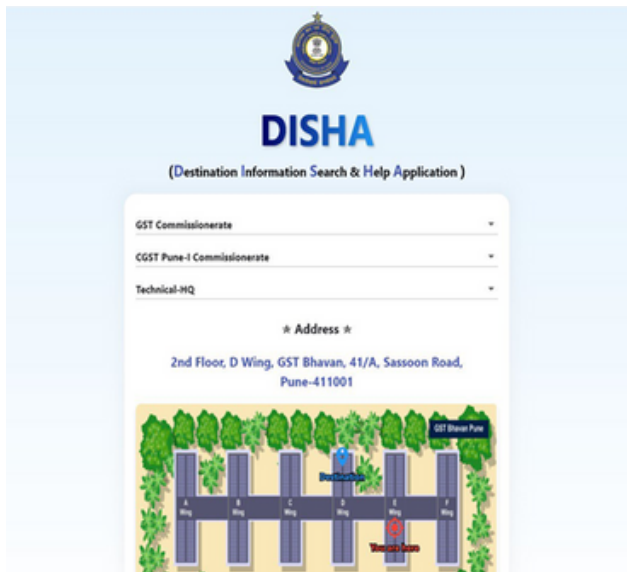 DISHA
(Destination Information Search & Help Application )
GST Commissionerate
CGST Pune-I Commissionerate
Technical-HQ
★ Address ★
2nd Floor, D Wing, GST Bhavan, 41/A, Sassoon Road,
Pune-411001
GST Bhavan Pune
Destination
A Wing
B Wing
C Wing
D Wing
E Wing
F Wing
You are here